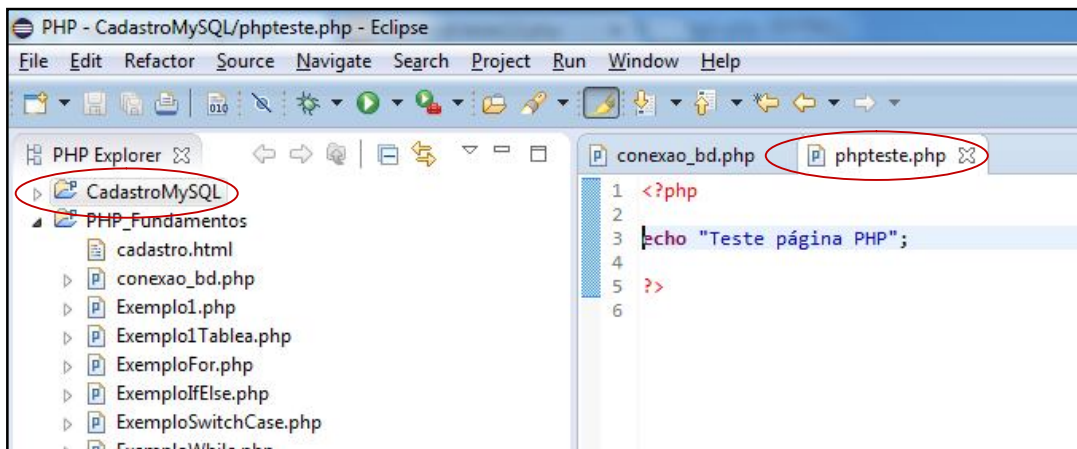 PHP - CadastroMySQL/phpteste.php - Eclipse
File Edit Refactor Source Navigate Search Project Run Window Help
PHP Explorer
CadastroMySQL
PHP_Fundamentos
cadastro.html
conexao_bd.php
Exemplo1.php
Exemplo1Tablea.php
ExemploFor.php
ExemploIfElse.php
ExemploSwitchCase.php
ExemploWhile.php
conexao_bd.php phpteste.php
1 <?php
2
3 echo "Teste página PHP";
4
5 ?>
6